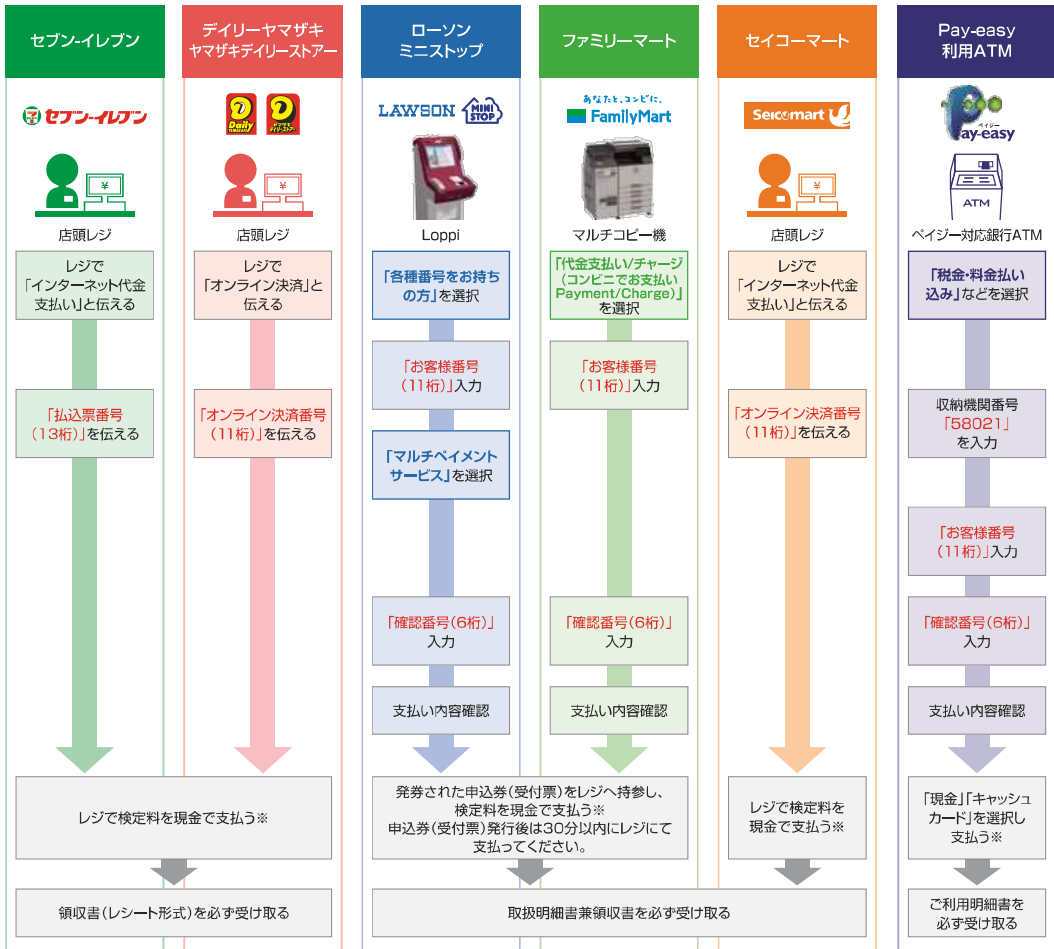 セブン-イレブン
デイリーヤマザキ
ヤマザキデイリーストアー
ローソン
ミニストップ
ファミリーマート
セイコーマート
Pay-easy
利用ATM
セブン-イレブン
Daily
YAMAZAKI
ヤマザキ
デイリーストアー
LAWSON
MINI
STOP
あなたと、コンビに、
FamilyMart
Seicomart
ペイジー
Pay-easy
¥
¥
¥
ATM
店頭レジ
店頭レジ
Loppi
マルチコピー機
店頭レジ
ペイジー対応銀行ATM
レジで
「インターネット代金
支払い」と伝える
レジで
「オンライン決済」と
伝える
「各種番号をお持ち
の方」を選択
「代金支払い/チャージ
(コンビニでお支払い
Payment/Charge)」
を選択
レジで
「インターネット代金
支払い」と伝える
「税金・料金払い
込み」などを選択
「お客様番号
(11桁)」入力
「お客様番号
(11桁)」入力
「払込票番号
(13桁)」を伝える
「オンライン決済番号
(11桁)」を伝える
「マルチペイメント
サービス」を選択
「オンライン決済番号
(11桁)」を伝える
収納機関番号
「58021」
を入力
「お客様番号
(11桁)」入力
「確認番号(6桁)」
入力
「確認番号(6桁)」
入力
「確認番号(6桁)」
入力
支払い内容確認
支払い内容確認
支払い内容確認
レジで検定料を現金で支払う※
発券された申込券(受付票)をレジへ持参し、
検定料を現金で支払う※
申込券(受付票)発行後は30分以内にレジにて
支払ってください。
レジで検定料を
現金で支払う※
「現金」「キャッシュ
カード」を選択し
支払う※
領収書(レシート形式)を必ず受け取る
取扱明細書兼領収書を必ず受け取る
ご利用明細書を
必ず受け取る